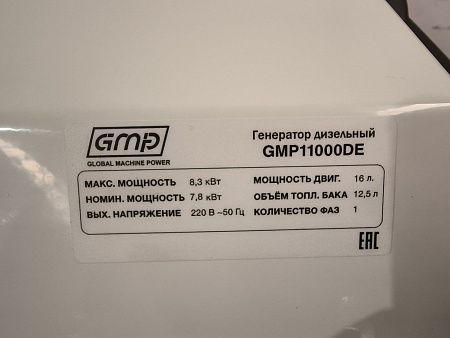 GMP
GLOBAL MACHINE POWER
Генератор дизельный
GMP11000DE
МАКС. МОЩНОСТЬ 8,3 кВт МОЩНОСТЬ ДВИГ. 16 л.
НОМИН. МОЩНОСТЬ 7,8 кВт ОБЪЁМ ТОПЛ. БАКА 12,5 л
ВЫХ. НАПРЯЖЕНИЕ 220 В ~50 Гц КОЛИЧЕСТВО ФАЗ 1
EAC